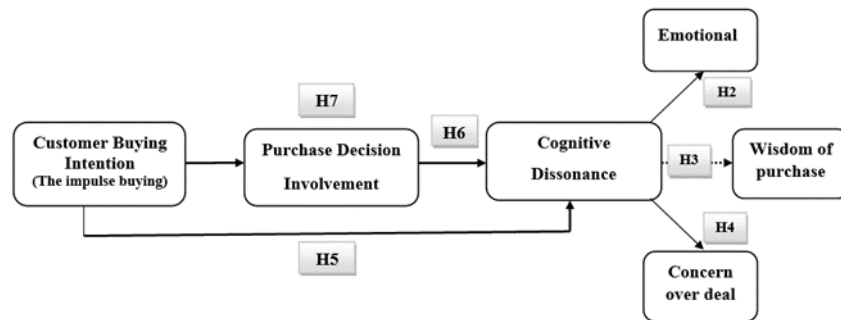 Emotional
H2
H7
H6
Customer Buying
Intention
(The impulse buying)
Purchase Decision
Involvement
Cognitive
Dissonance
H3
Wisdom of
purchase
H4
H5
Concern
over deal